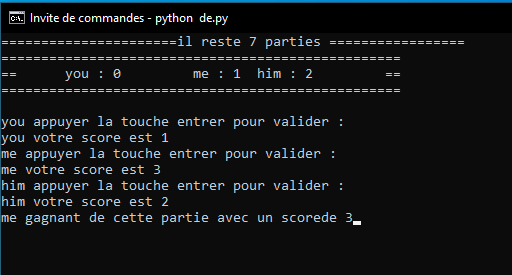 Invite de commandes - python de.py
======================il reste 7 parties =================
==================================================
== you : 0 me : 1 him : 2 ==
==================================================
you appuyer la touche entrer pour valider :
you votre score est 1
me appuyer la touche entrer pour valider :
me votre score est 3
him appuyer la touche entrer pour valider :
him votre score est 2
me gagnant de cette partie avec un scorede 3